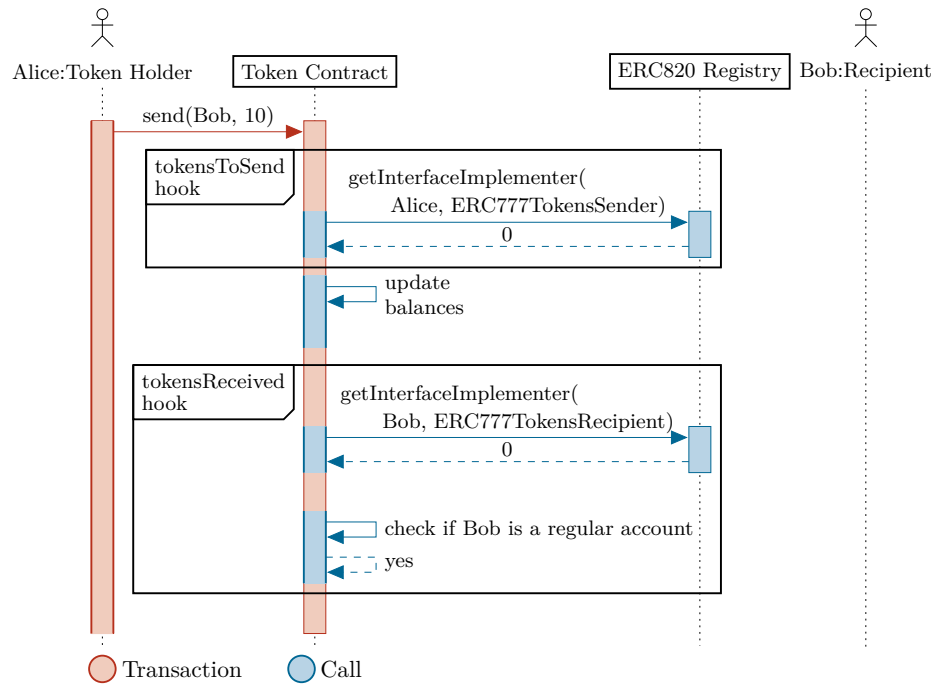 Alice:Token Holder
Token Contract
ERC820 Registry
Bob:Recipient
send(Bob, 10)
tokensToSend
hook
getInterfaceImplementer(
Alice, ERC777TokensSender)
0
update
balances
tokensReceived
hook
getInterfaceImplementer(
Bob, ERC777TokensRecipient)
0
check if Bob is a regular account
yes
Transaction
Call